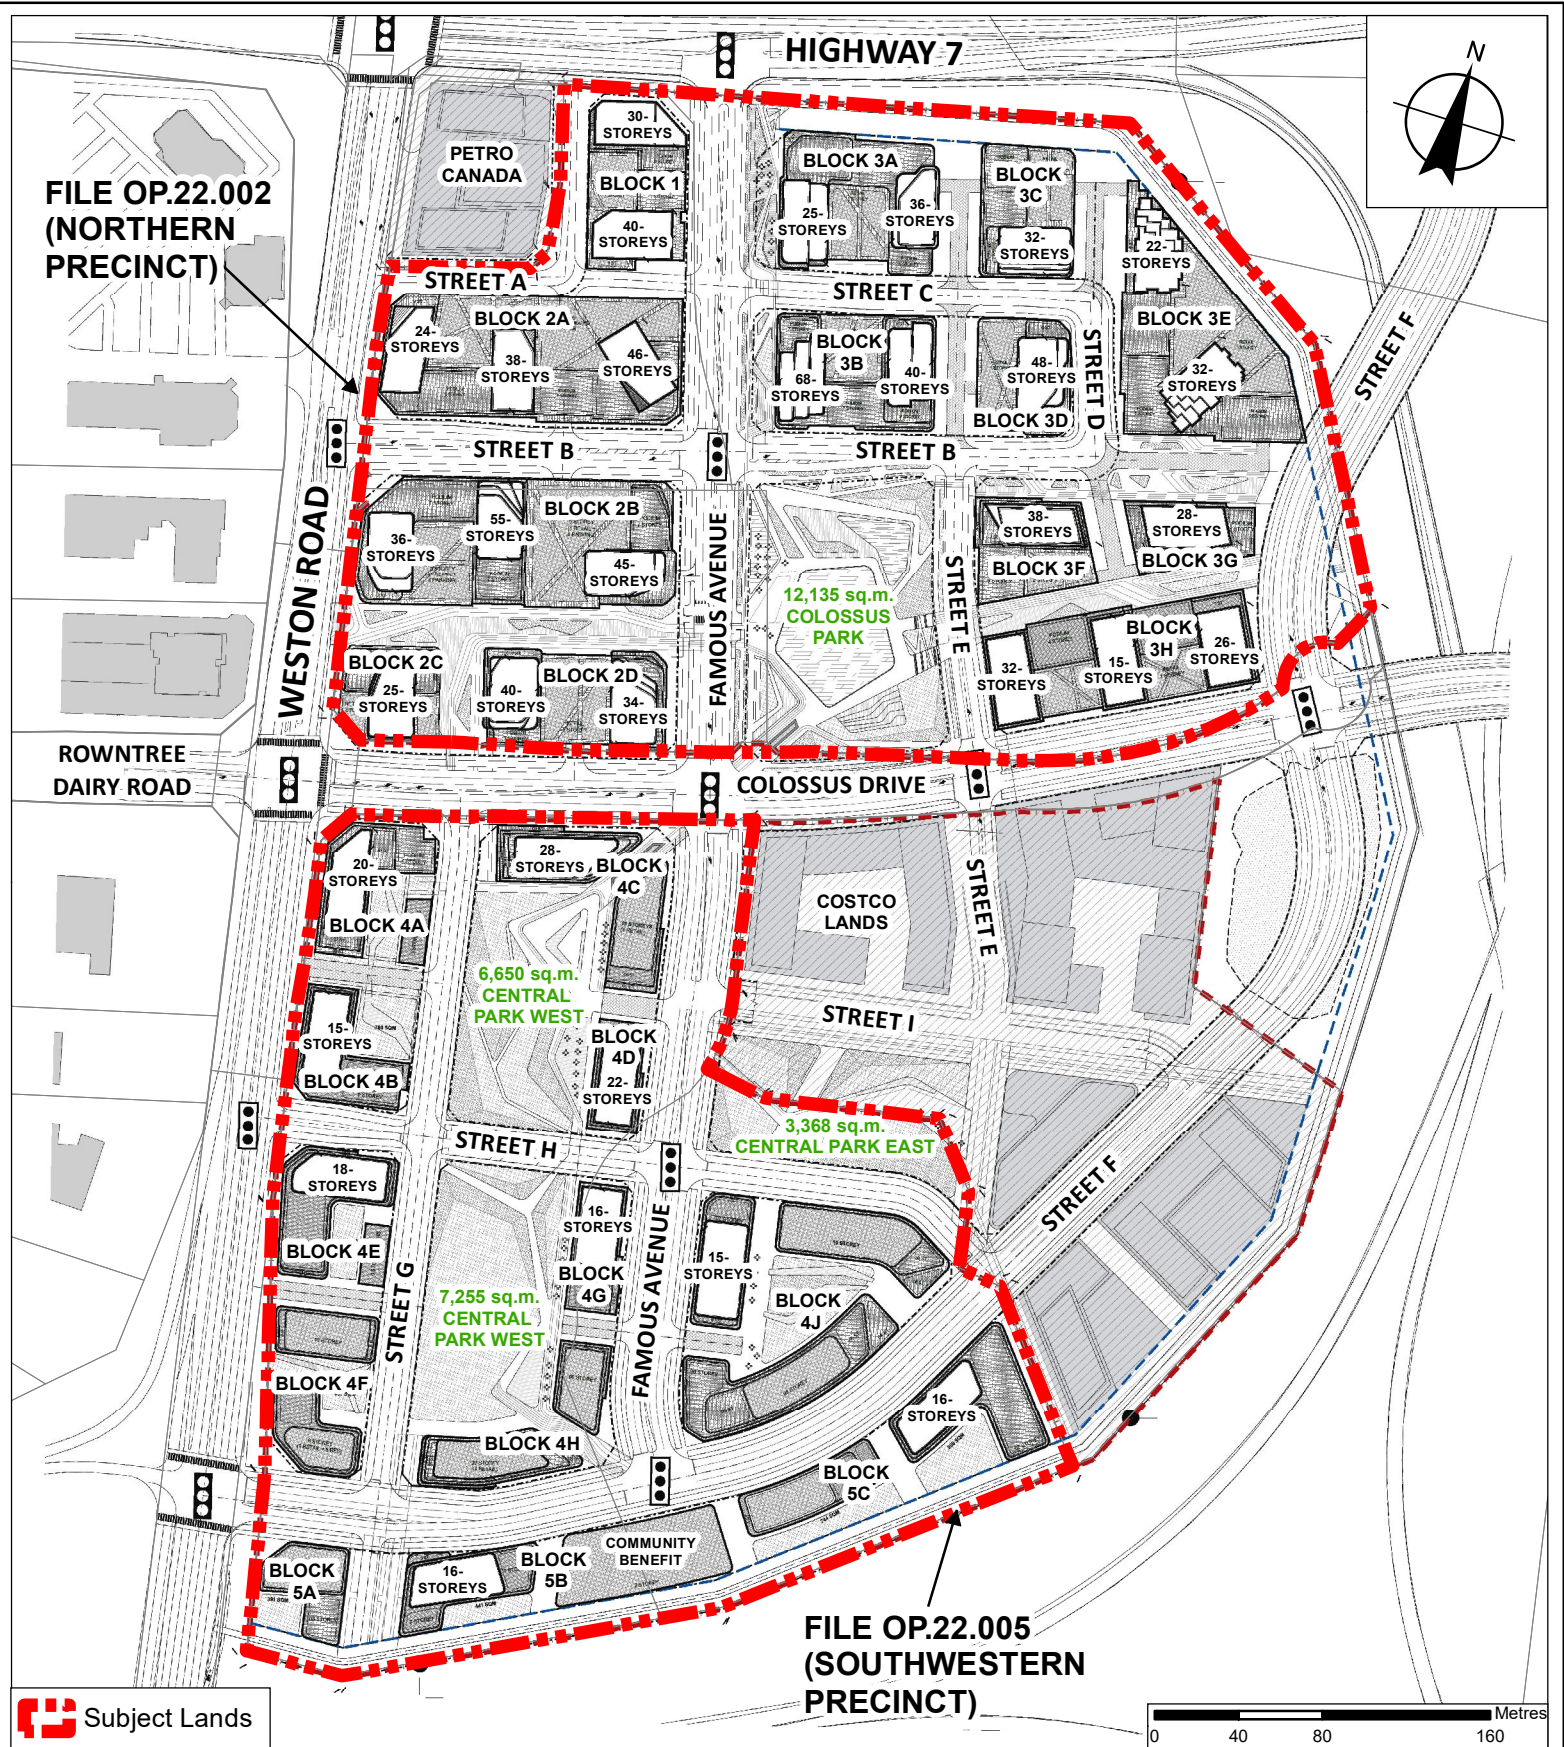 HIGHWAY 7
N
FILE OP.22.002
(NORTHERN
PRECINCT)
PETRO
CANADA
30-
STOREYS
BLOCK 1
40-
STOREYS
BLOCK 3A
25-
STOREYS
36-
STOREYS
BLOCK
3C
32-
STOREYS
22-
STOREYS
BLOCK 3E
32-
STOREYS
STREET A
STREET C
STREET D
STREET F
BLOCK 2A
24-
STOREYS
38-
STOREYS
46-
STOREYS
BLOCK
3B
68-
STOREYS
40-
STOREYS
48-
STOREYS
BLOCK 3D
STREET B
STREET B
WESTON ROAD
BLOCK 2B
36-
STOREYS
55-
STOREYS
45-
STOREYS
FAMOUS AVENUE
12,135 sq.m.
COLOSSUS
PARK
STREET E
38-
STOREYS
BLOCK 3F
28-
STOREYS
BLOCK 3G
BLOCK
3H
32-
STOREYS
15-
STOREYS
26-
STOREYS
BLOCK 2C
25-
STOREYS
BLOCK 2D
40-
STOREYS
34-
STOREYS
ROWNTREE
DAIRY ROAD
COLOSSUS DRIVE
20-
STOREYS
BLOCK 4A
28-
STOREYS
BLOCK
4C
COSTCO
LANDS
STREET E
6,650 sq.m.
CENTRAL
PARK WEST
15-
STOREYS
BLOCK 4B
BLOCK
4D
22-
STOREYS
STREET I
STREET H
3,368 sq.m.
CENTRAL PARK EAST
STREET F
18-
STOREYS
BLOCK 4E
STREET G
16-
STOREYS
BLOCK
4G
FAMOUS AVENUE
15-
STOREYS
BLOCK
4J
7,255 sq.m.
CENTRAL
PARK WEST
BLOCK 4F
BLOCK 4H
16-
STOREYS
BLOCK
5C
COMMUNITY
BENEFIT
BLOCK
5A
16-
STOREYS
BLOCK
5B
FILE OP.22.005
(SOUTHWESTERN
PRECINCT)
Subject Lands
Metres
0 40 80 160